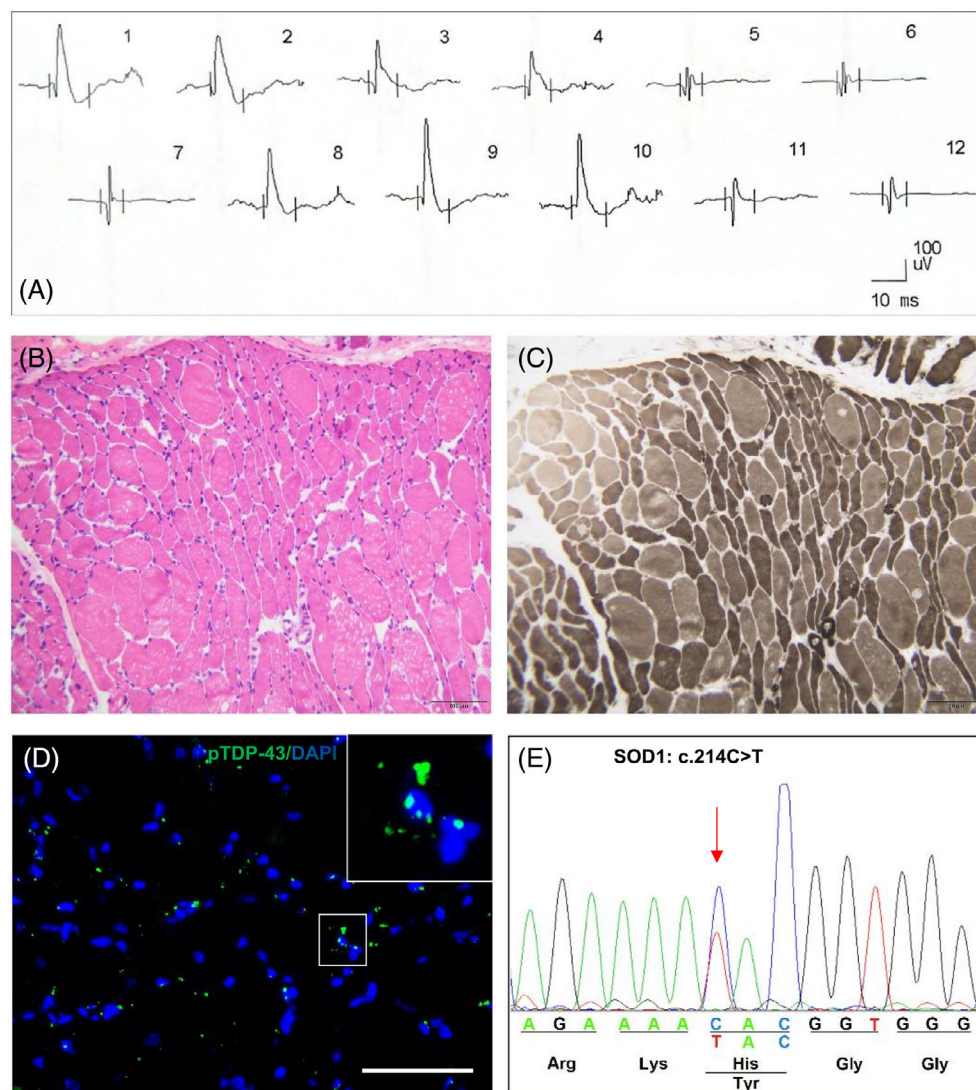 1 2 3 4 5 6
7 8 9 10 11 12
100
uV
10 ms
(A)
(B)
(C)
(D)
pTDP-43/DAPI
(E)
SOD1: c.214C>T
A G A A A A C A C G G T G G G
T A C
Arg Lys His Gly Gly
Tyr